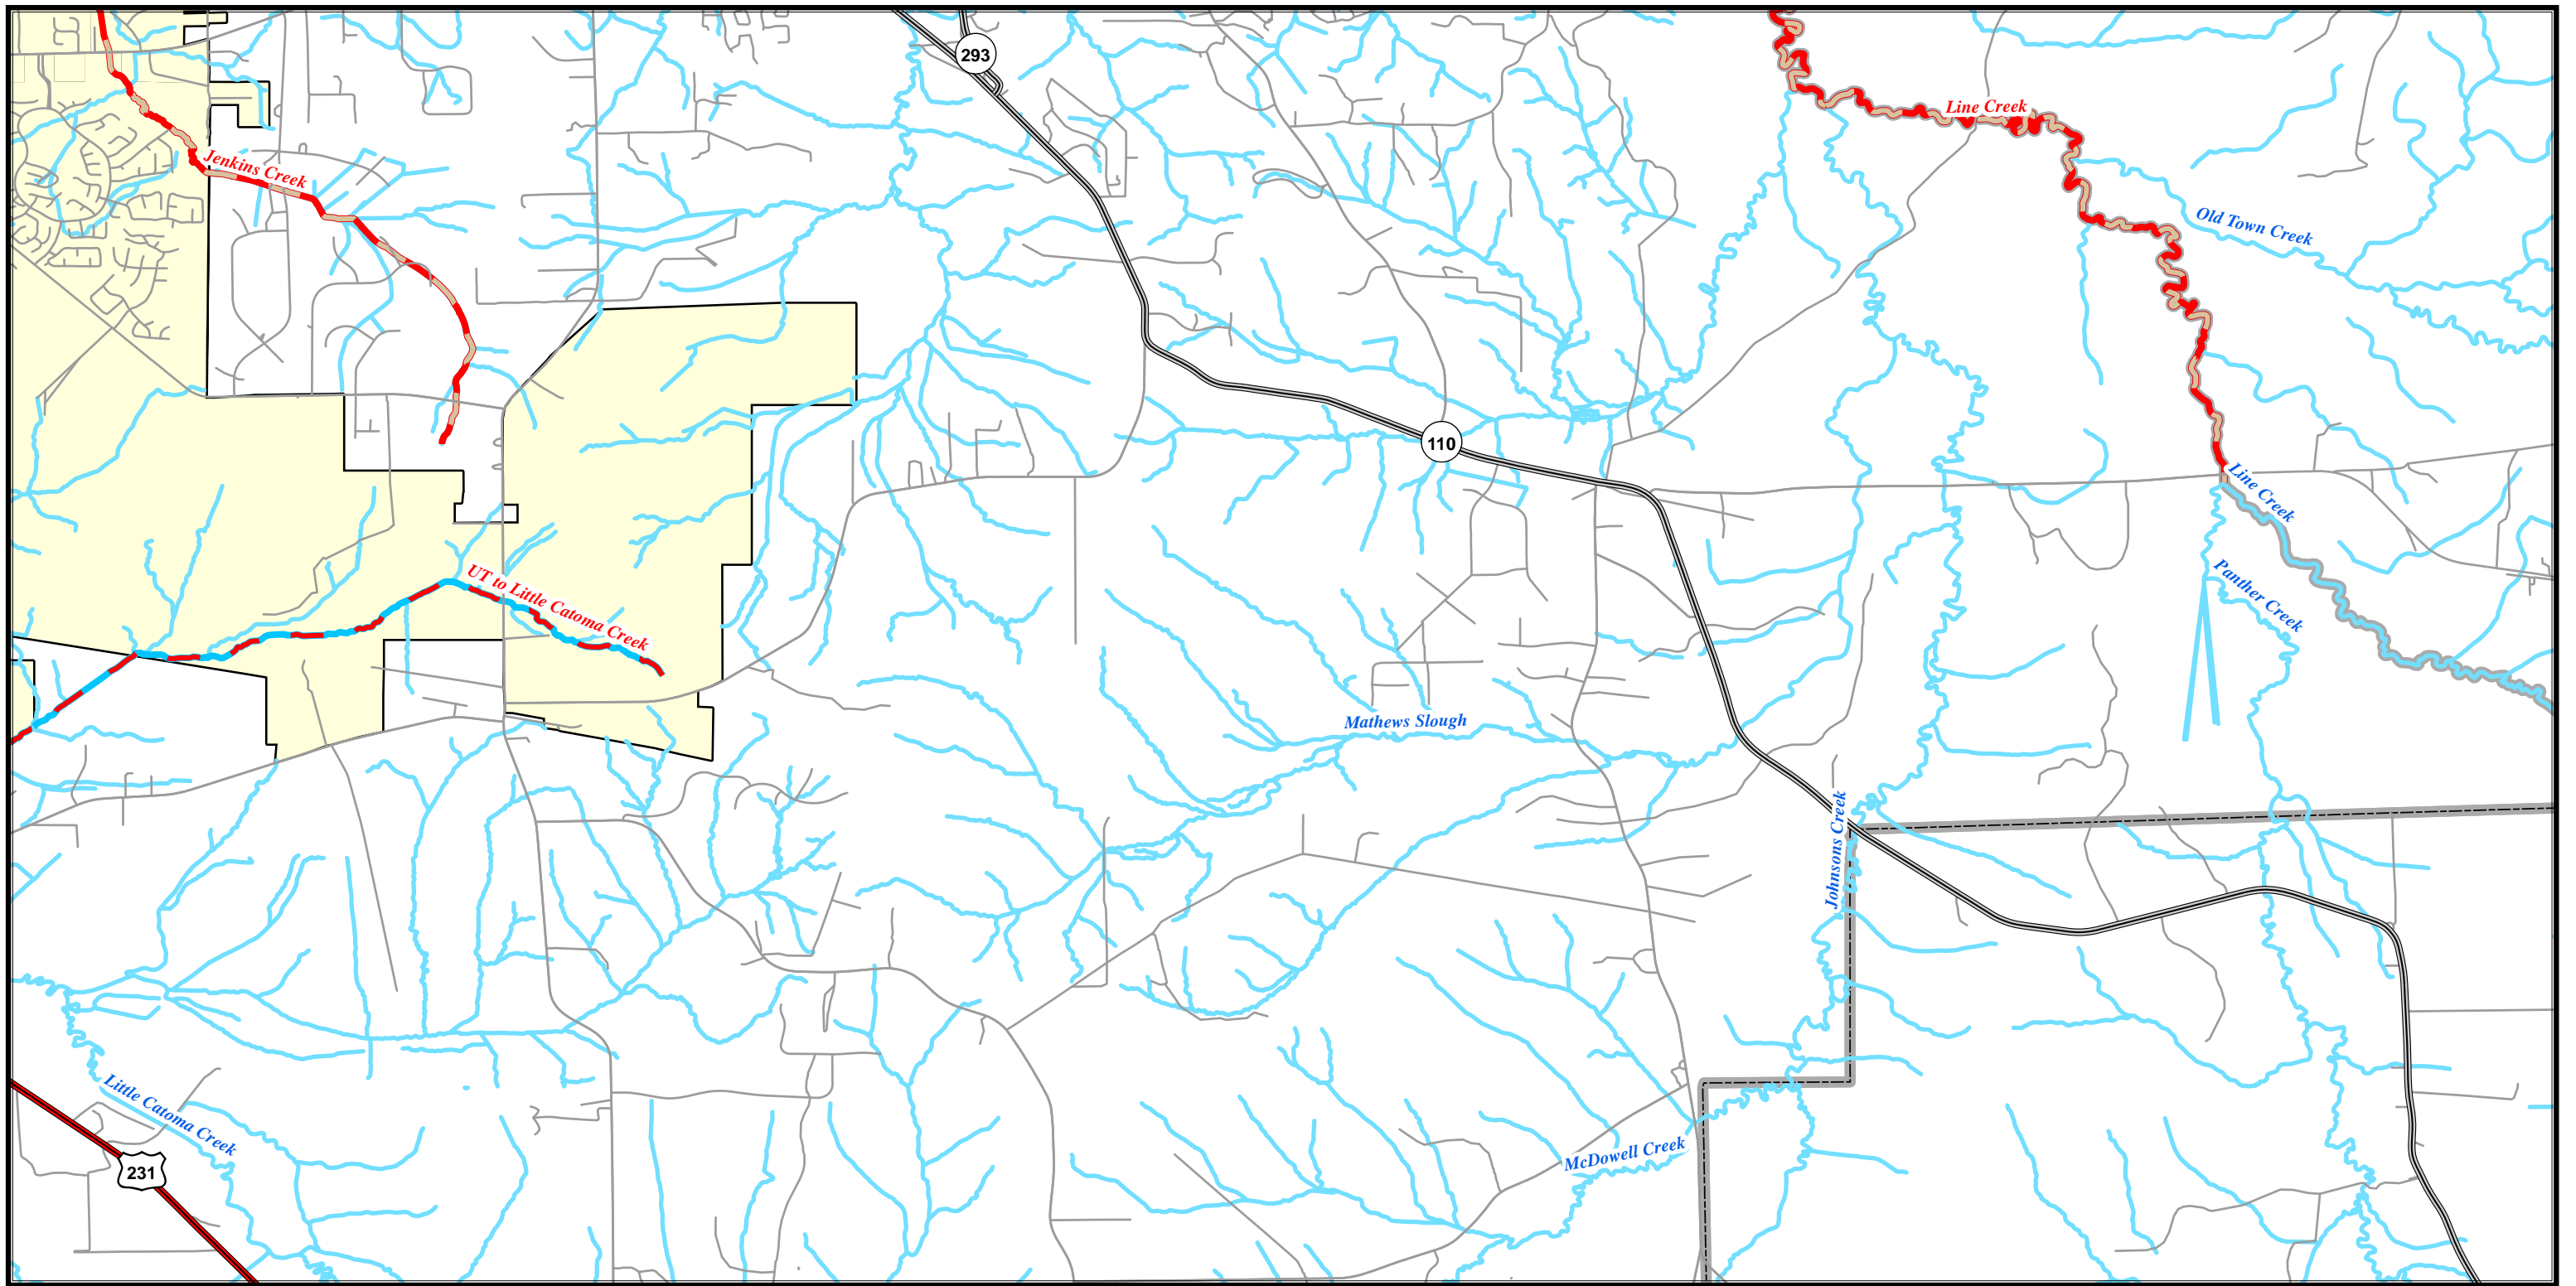 293
Line Creek
Jenkins Creek
Old Town Creek
110
Line Creek
UT to Little Catoma Creek
Panther Creek
Mathews Slough
Johnsons Creek
Little Catoma Creek
McDowell Creek
231